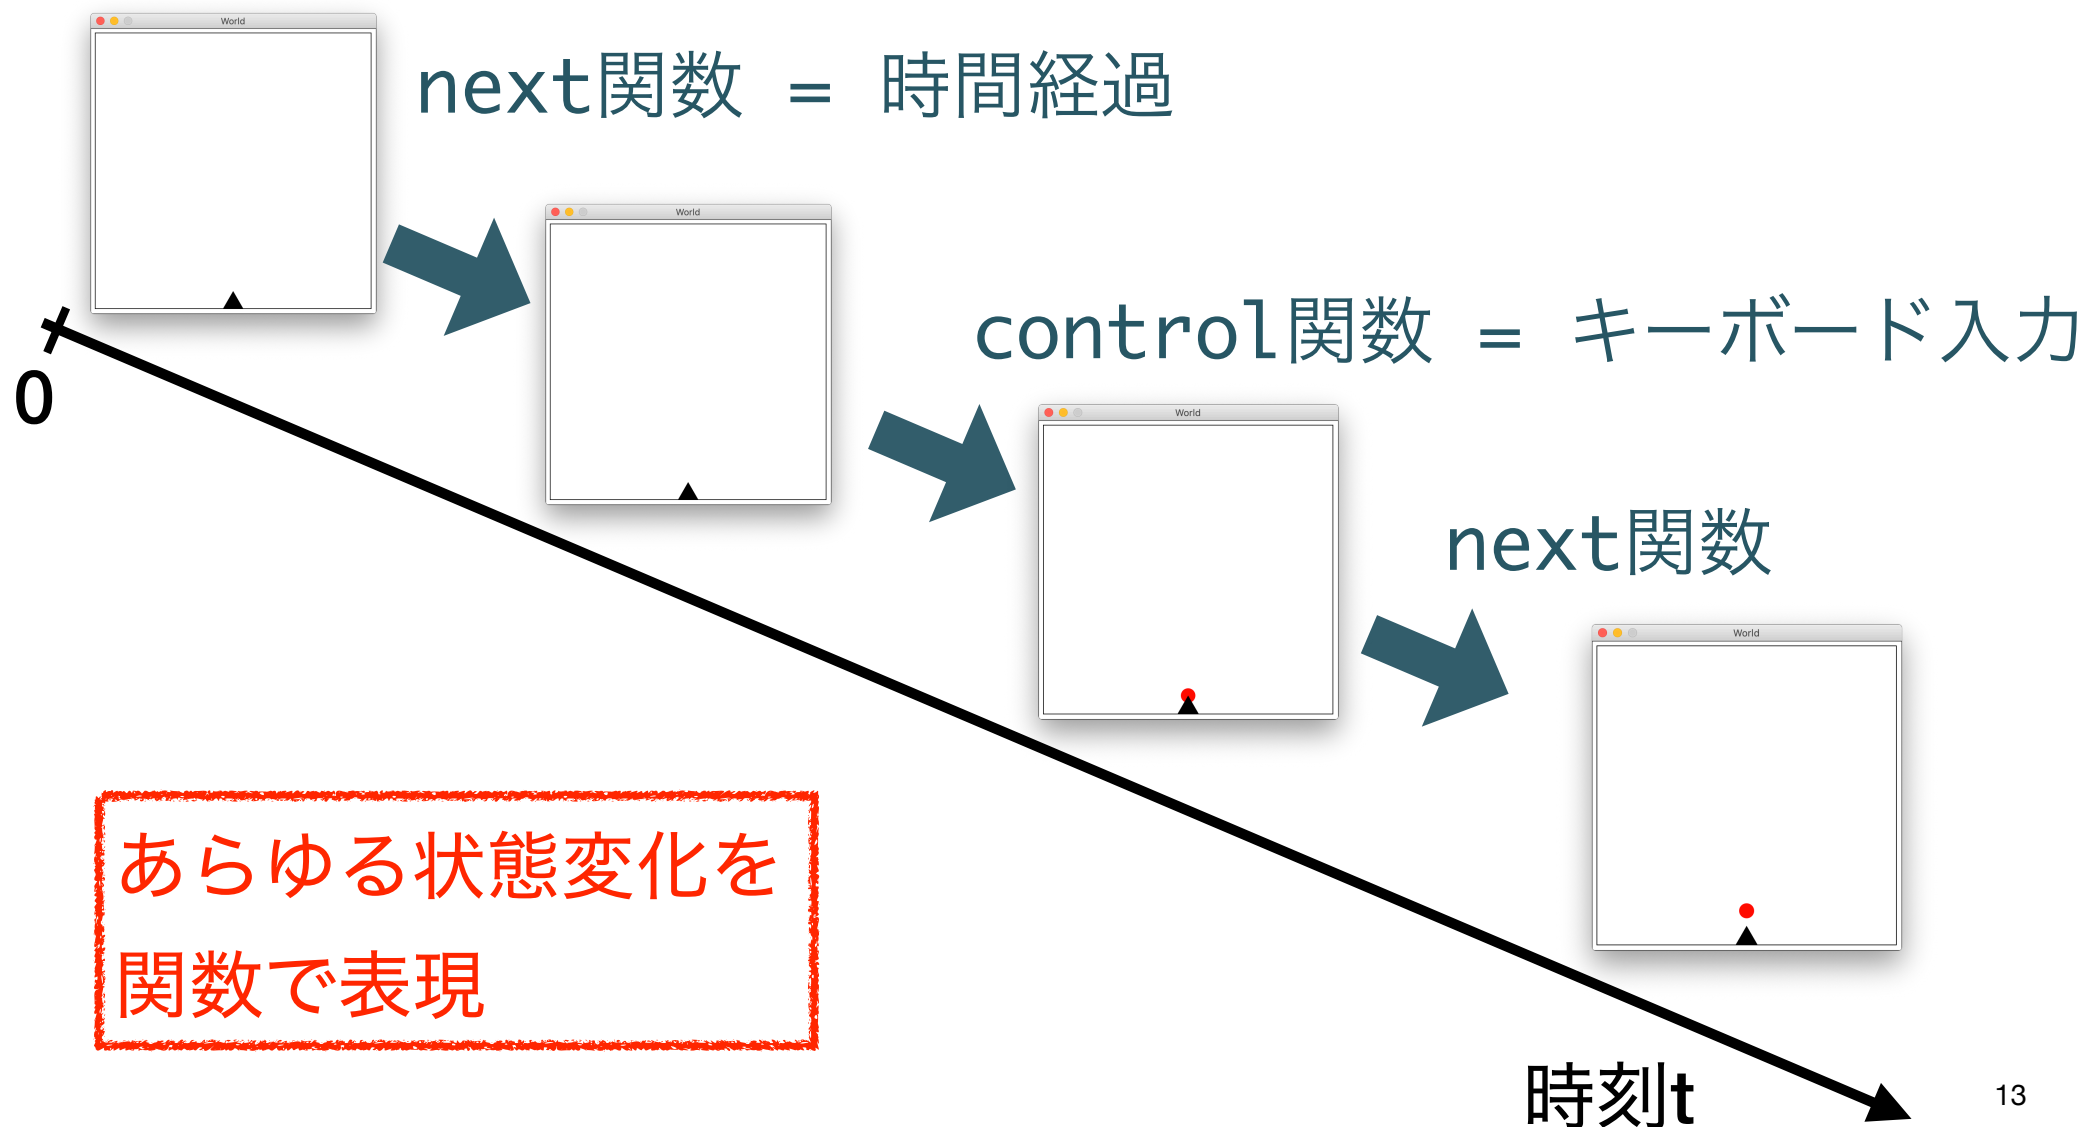 World
next関数 = 時間経過
World
control関数 = キーボード入力
0
World
next関数
World
あらゆる状態変化を
関数で表現
時刻t
13